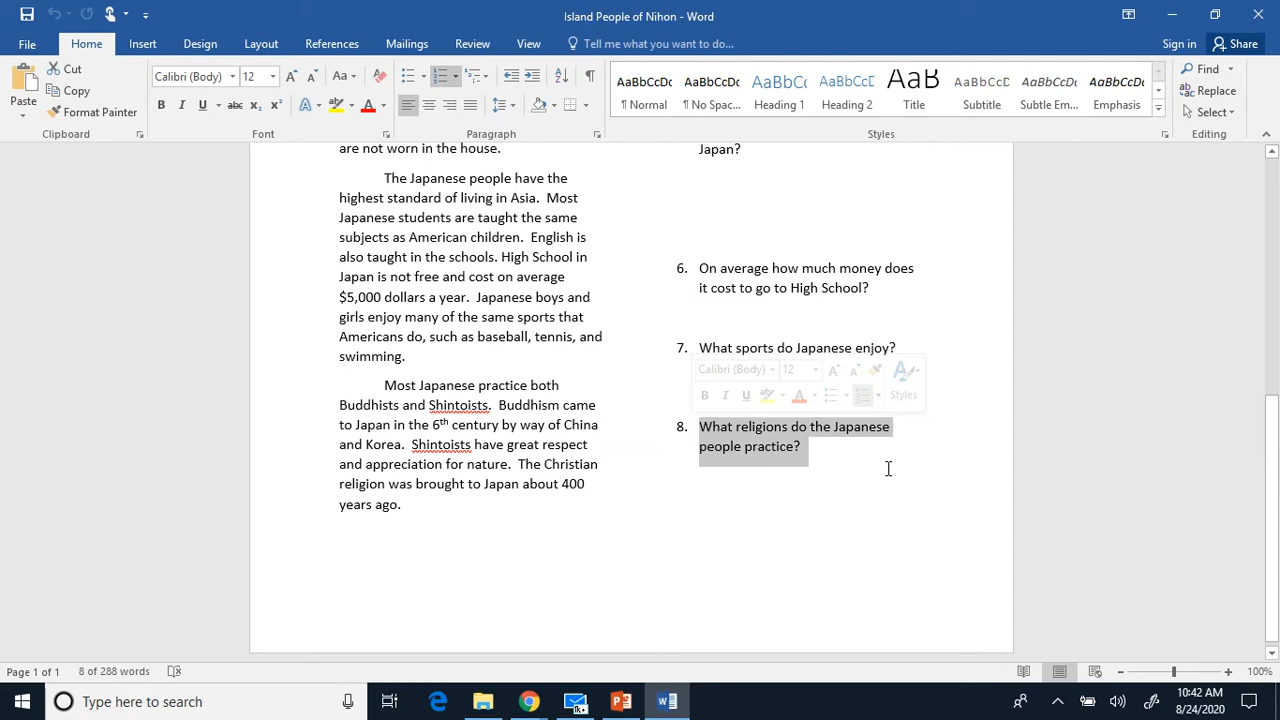 Island People of Nihon - Word
File Home Insert Design Layout References Mailings Review View Tell me what you want to do... Sign in Share
Paste Cut Copy Format Painter
Calibri (Body) 12
AaBbCcDc AaBbCcDc AaBbCc AaBbCcD AaB AaBbCcD AaBbCcDc AaBbCcDc
¶ Normal ¶ No Spac... Heading 1 Heading 2 Title Subtitle Subtle Em... Emphasis
Find Replace Select
Clipboard Font Paragraph Styles Editing
are not worn in the house.
The Japanese people have the
highest standard of living in Asia. Most
Japanese students are taught the same
subjects as American children. English is
also taught in the schools. High School in
Japan is not free and cost on average
$5,000 dollars a year. Japanese boys and
girls enjoy many of the same sports that
Americans do, such as baseball, tennis, and
swimming.
Most Japanese practice both
Buddhists and Shintoists. Buddhism came
to Japan in the 6th century by way of China
and Korea. Shintoists have great respect
and appreciation for nature. The Christian
religion was brought to Japan about 400
years ago.
Japan?
6. On average how much money does
it cost to go to High School?
7. What sports do Japanese enjoy?
Calibri (Body) 12
B I U Styles
8. What religions do the Japanese
people practice?
Page 1 of 1 8 of 288 words 100%
Type here to search
10:42 AM
8/24/2020